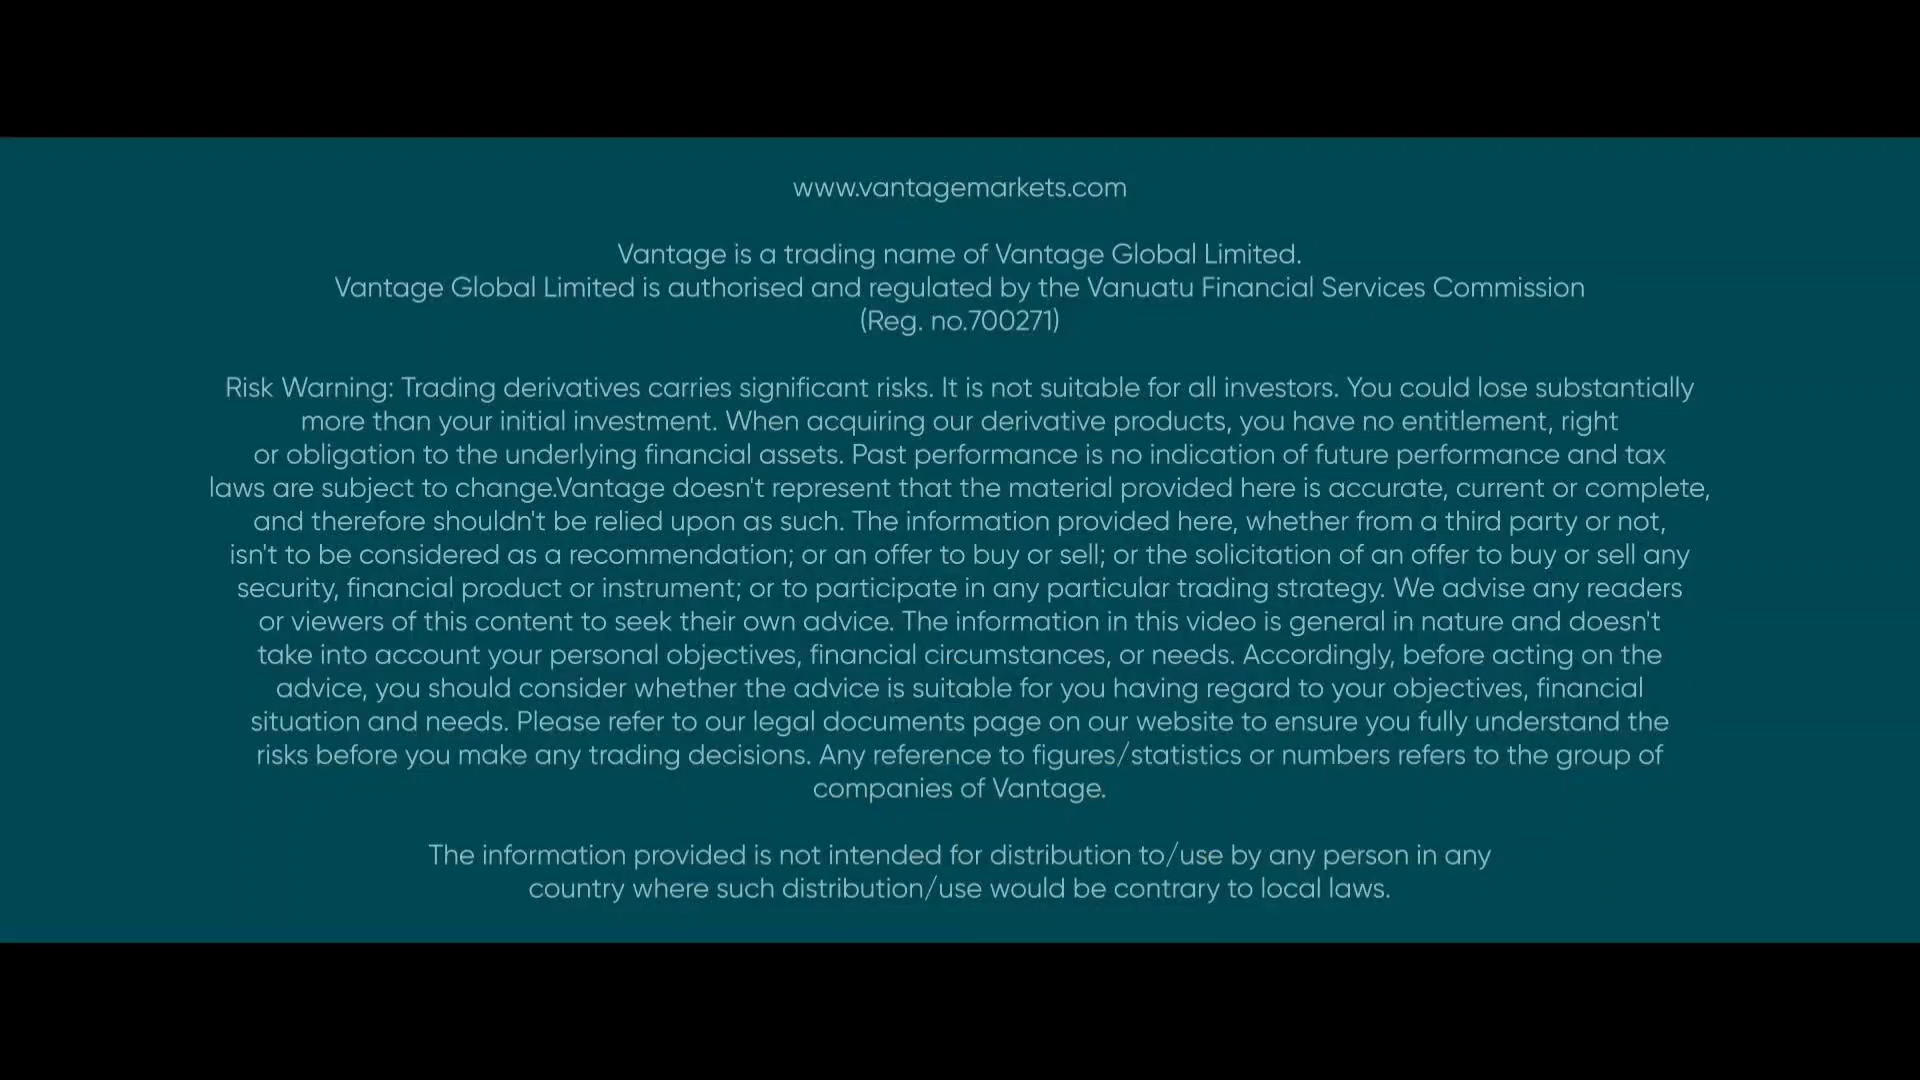 www.vantagemarkets.com
Vantage is a trading name of Vantage Global Limited.
Vantage Global Limited is authorised and regulated by the Vanuatu Financial Services Commission
(Reg. no.700271)
Risk Warning: Trading derivatives carries significant risks. It is not suitable for all investors. You could lose substantially
more than your initial investment. When acquiring our derivative products, you have no entitlement, right
or obligation to the underlying financial assets. Past performance is no indication of future performance and tax
laws are subject to change.Vantage doesn't represent that the material provided here is accurate, current or complete,
and therefore shouldn't be relied upon as such. The information provided here, whether from a third party or not,
isn't to be considered as a recommendation; or an offer to buy or sell; or the solicitation of an offer to buy or sell any
security, financial product or instrument; or to participate in any particular trading strategy. We advise any readers
or viewers of this content to seek their own advice. The information in this video is general in nature and doesn't
take into account your personal objectives, financial circumstances, or needs. Accordingly, before acting on the
advice, you should consider whether the advice is suitable for you having regard to your objectives, financial
situation and needs. Please refer to our legal documents page on our website to ensure you fully understand the
risks before you make any trading decisions. Any reference to figures/statistics or numbers refers to the group of
companies of Vantage.
The information provided is not intended for distribution to/use by any person in any
country where such distribution/use would be contrary to local laws.